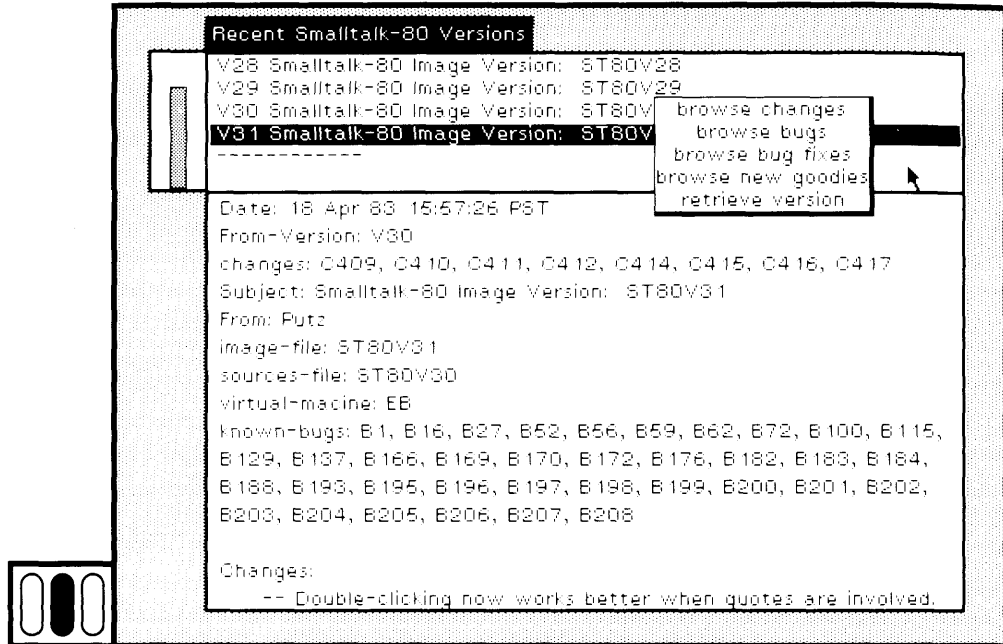 Recent Smalltalk-80 Versions
V28 Smalltalk-80 Image Version: ST80V28
V29 Smalltalk-80 Image Version: ST80V29
V30 Smalltalk-80 Image Version: ST80V
V31 Smalltalk-80 Image Version: ST80V
------------
browse changes
browse bugs
browse bug fixes
browse new goodies
retrieve version
Date: 18 Apr 83 15:57:26 PST
From-Version: V30
changes: C409, C410, C411, C412, C414, C415, C416, C417
Subject: Smalltalk-80 Image Version: ST80V31
From: Putz
image-file: ST80V31
sources-file: ST80V30
virtual-macine: EB
known-bugs: B1, B16, B27, B52, B56, B59, B62, B72, B100, B115,
B129, B137, B166, B169, B170, B172, B176, B182, B183, B184,
B188, B193, B195, B196, B197, B198, B199, B200, B201, B202,
B203, B204, B205, B206, B207, B208
Changes:
-- Double-clicking now works better when quotes are involved.